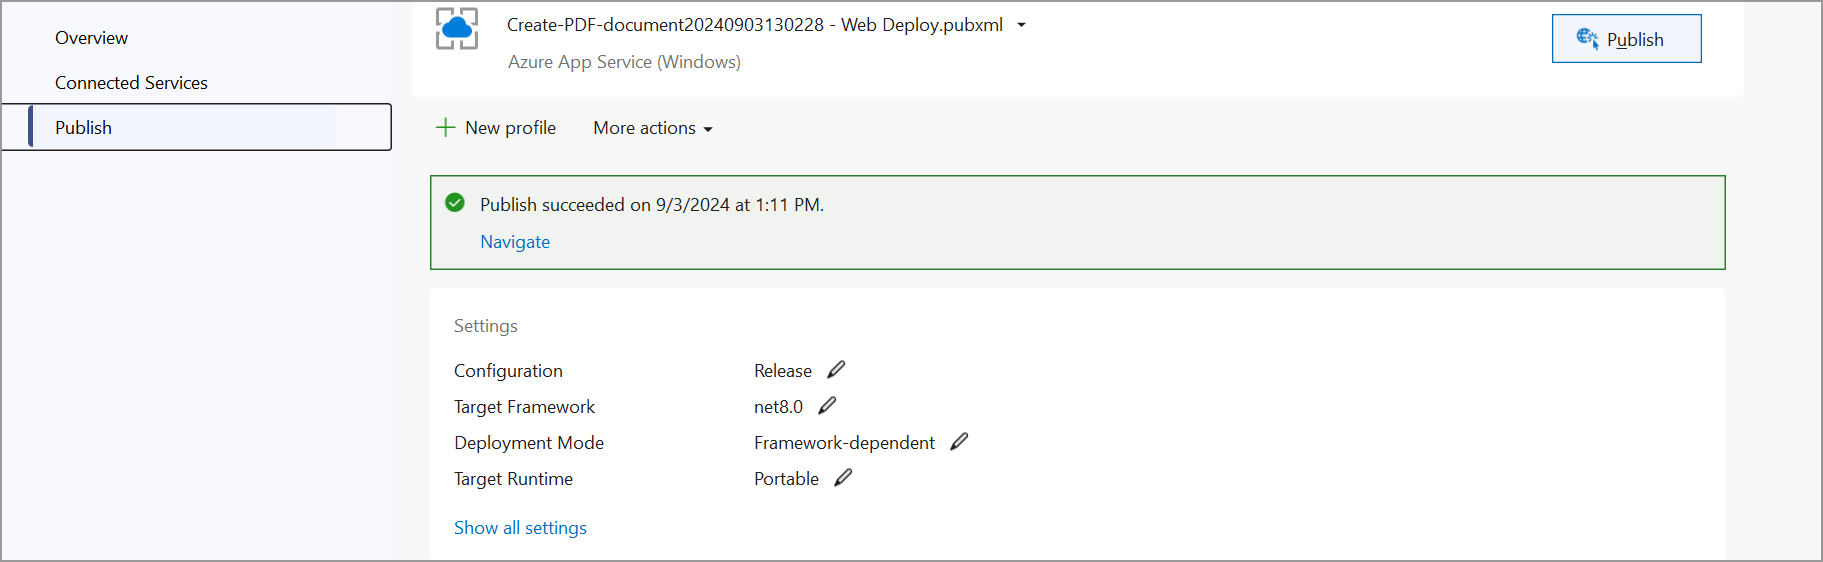 Overview
Connected Services
Publish
Create-PDF-document20240903130228 - Web Deploy.pubxml
Azure App Service (Windows)
Publish
New profile
More actions
Publish succeeded on 9/3/2024 at 1:11 PM.
Navigate
Settings
Configuration Release
Target Framework net8.0
Deployment Mode Framework-dependent
Target Runtime Portable
Show all settings